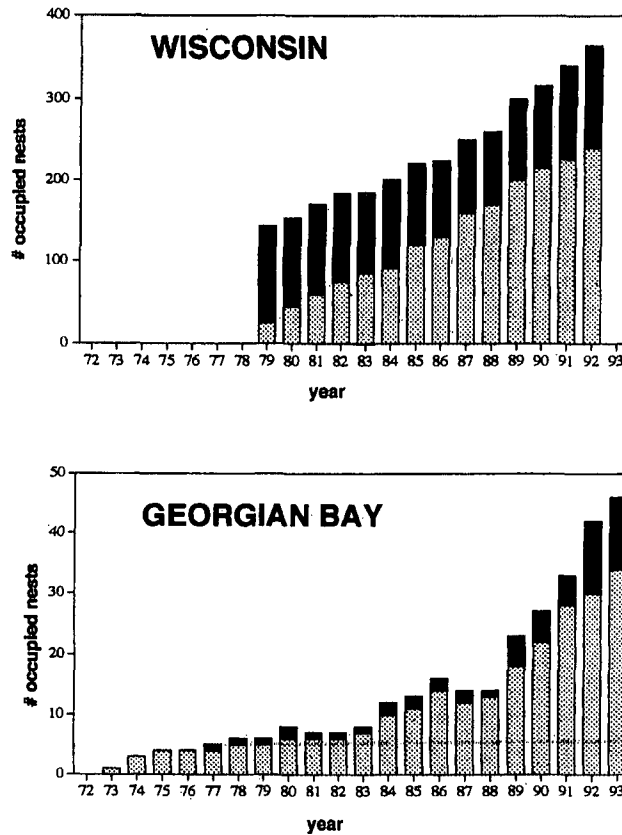 400
WISCONSIN
300
200
100
0
# occupied nests
72 73 74 75 76 77 78 79 80 81 82 83 84 85 86 87 88 89 90 91 92 93
year
50
GEORGIAN BAY
40
30
20
10
0
# occupied nests
72 73 74 75 76 77 78 79 80 81 82 83 84 85 86 87 88 89 90 91 92 93
year